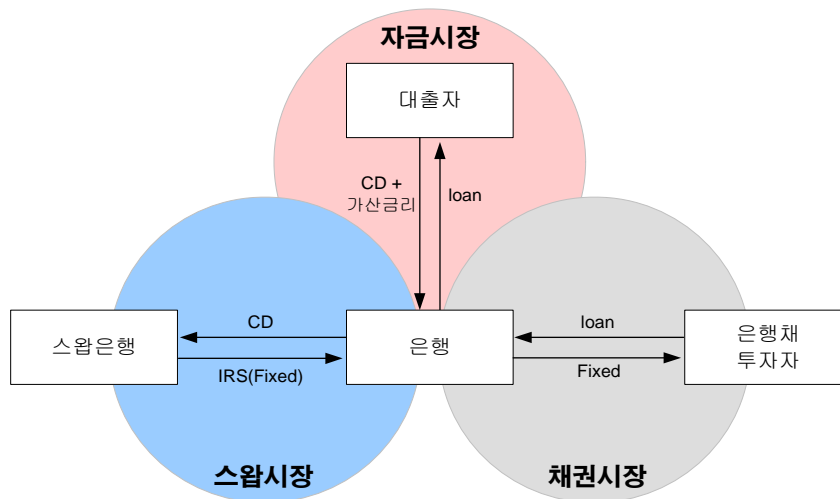 자금시장
대출자
CD +
가산금리
loan
스왑은행
CD
IRS(Fixed)
은행
loan
Fixed
은행채
투자자
스왑시장
채권시장